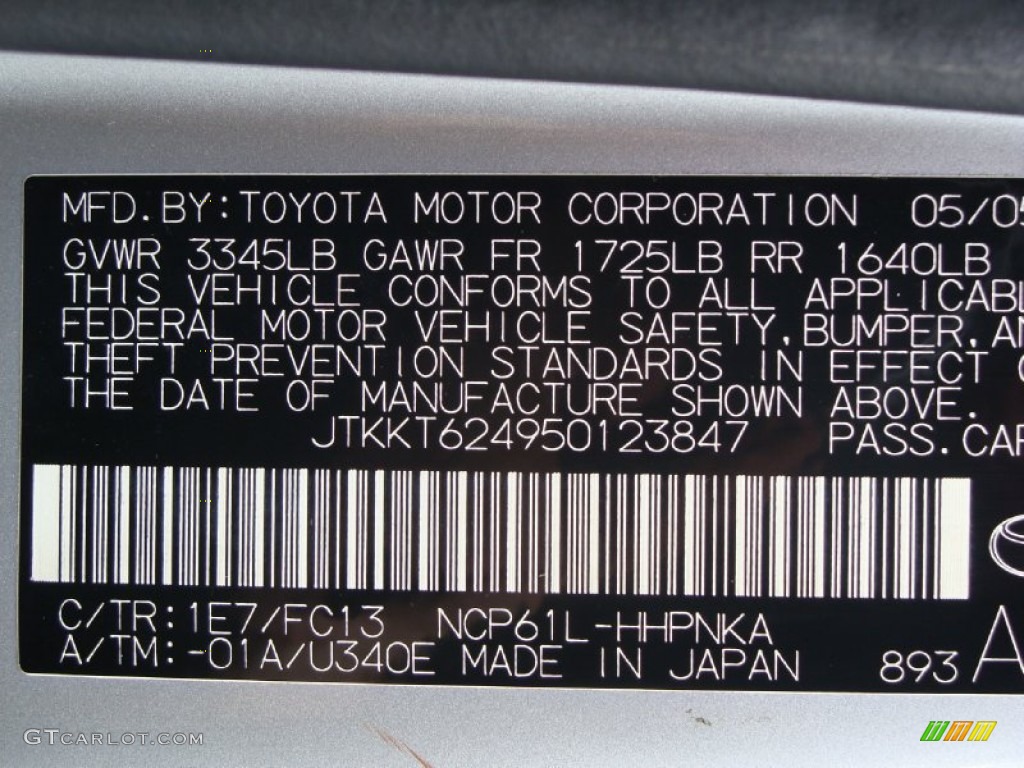 MFD. BY: TOYOTA MOTOR CORPORATION 05/05
GVWR 3345LB GAWR FR 1725LB RR 1640LB
THIS VEHICLE CONFORMS TO ALL APPLICABL
FEDERAL MOTOR VEHICLE SAFETY, BUMPER, AN
THEFT PREVENTION STANDARDS IN EFFECT O
THE DATE OF MANUFACTURE SHOWN ABOVE.
JTKKT624950123847 PASS. CAR
C/TR: 1E7/FC13 NCP61L-HHPNKA
A/TM: -01A/U340E MADE IN JAPAN 893 A
GTCARLOT.COM